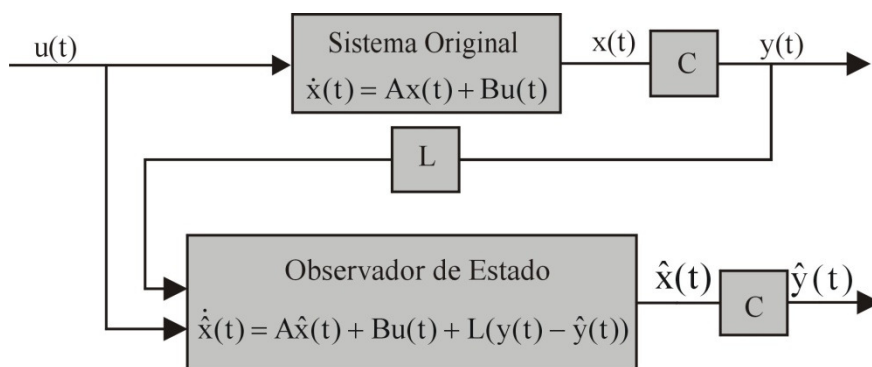 u(t)
Sistema Original
ẋ(t) = Ax(t) + Bu(t)
x(t)
C
y(t)
L
Observador de Estado
x̂̇(t) = Ax̂(t) + Bu(t) + L(y(t) − ŷ(t))
x̂(t)
C
ŷ(t)